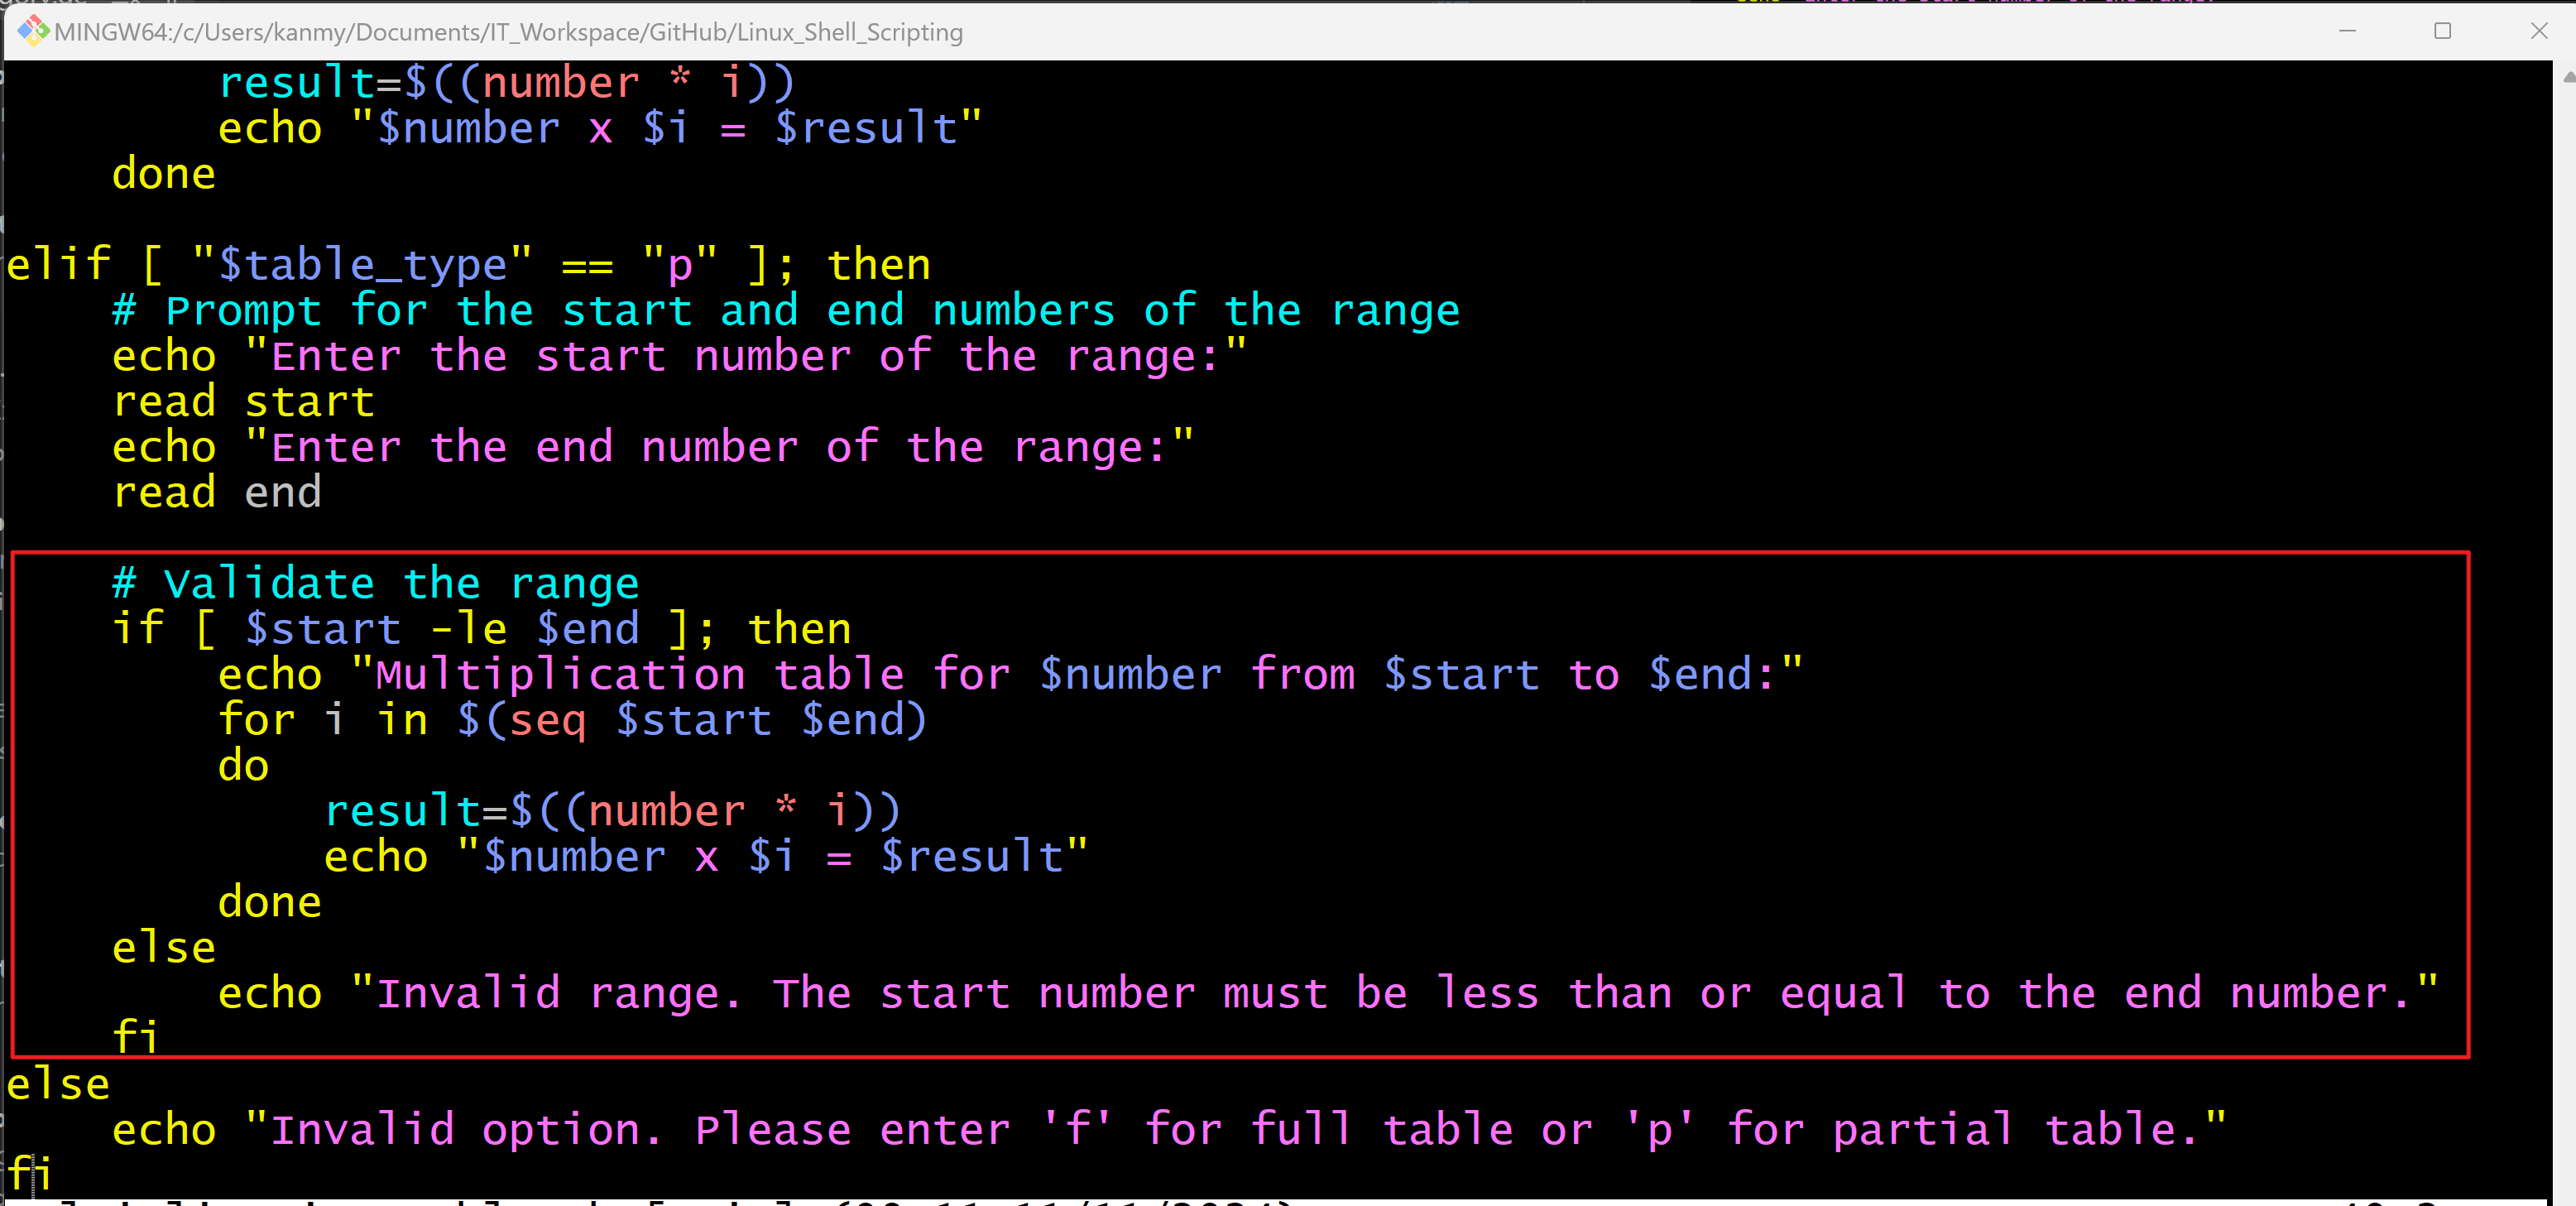 MINGW64:/c/Users/kanmy/Documents/IT_Workspace/GitHub/Linux_Shell_Scripting
        result=$((number * i))
        echo "$number x $i = $result"
    done

elif [ "$table_type" == "p" ]; then
    # Prompt for the start and end numbers of the range
    echo "Enter the start number of the range:"
    read start
    echo "Enter the end number of the range:"
    read end

    # Validate the range
    if [ $start -le $end ]; then
        echo "Multiplication table for $number from $start to $end:"
        for i in $(seq $start $end)
        do
            result=$((number * i))
            echo "$number x $i = $result"
        done
    else
        echo "Invalid range. The start number must be less than or equal to the end number."
    fi
else
    echo "Invalid option. Please enter 'f' for full table or 'p' for partial table."
fi